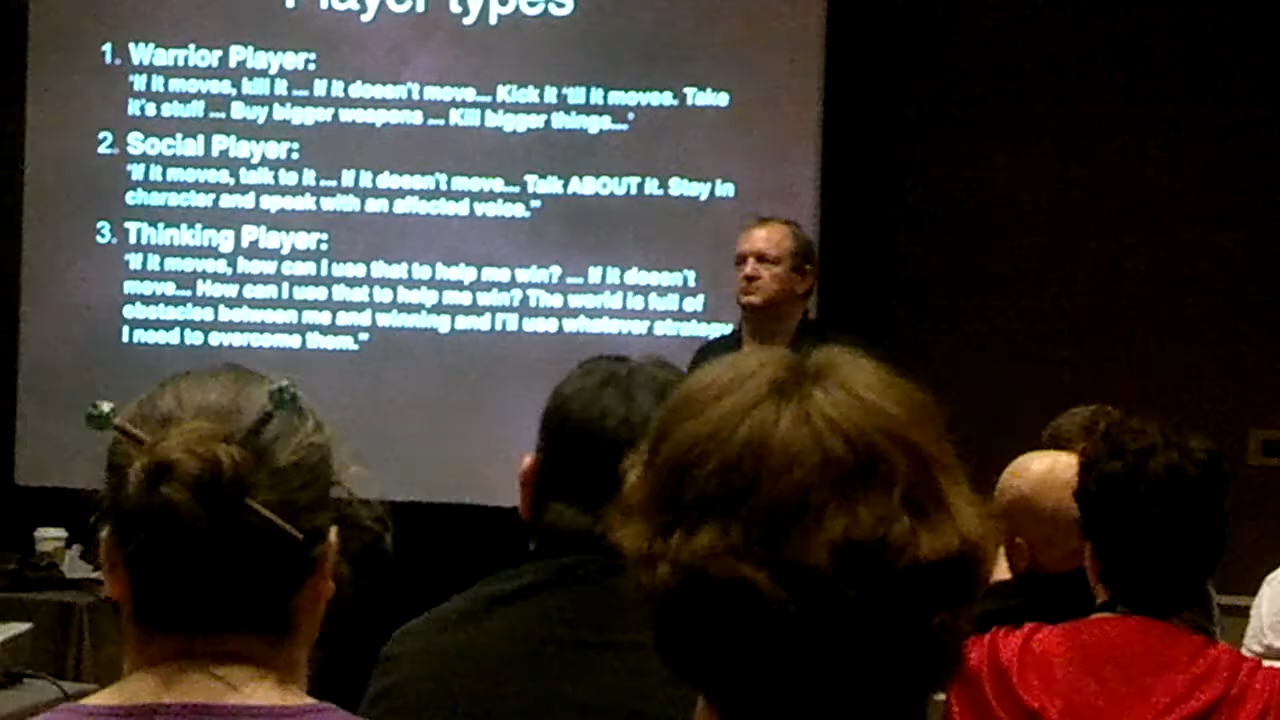 Player types
1. Warrior Player:
'If it moves, kill it ... If it doesn't move... Kick it 'till it moves. Take
it's stuff ... Buy bigger weapons ... Kill bigger things...'
2. Social Player:
'If it moves, talk to it ... If it doesn't move... Talk ABOUT it. Stay in
character and speak with an affected voice."
3. Thinking Player:
'If it moves, how can I use that to help me win? ... If it doesn't
move... How can I use that to help me win? The world is full of
obstacles between me and winning and I'll use whatever strategy
I need to overcome them."